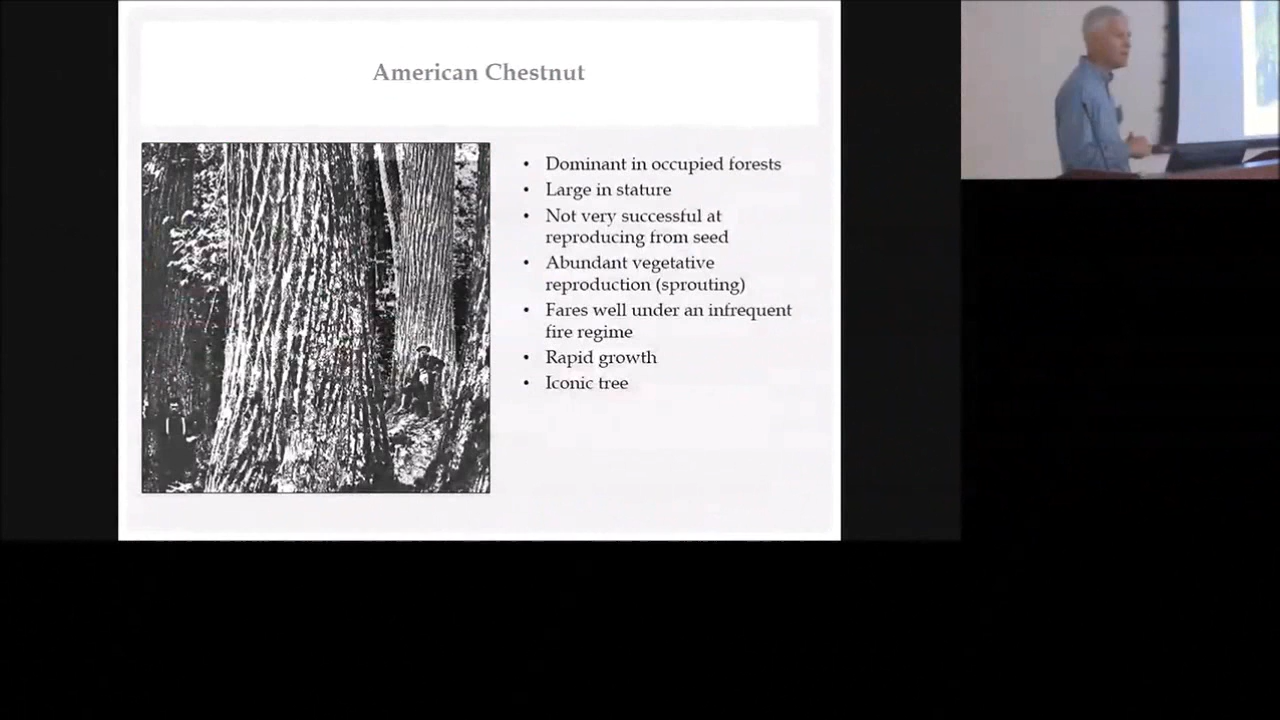 American Chestnut
• Dominant in occupied forests
• Large in stature
• Not very successful at
reproducing from seed
• Abundant vegetative
reproduction (sprouting)
• Fares well under an infrequent
fire regime
• Rapid growth
• Iconic tree